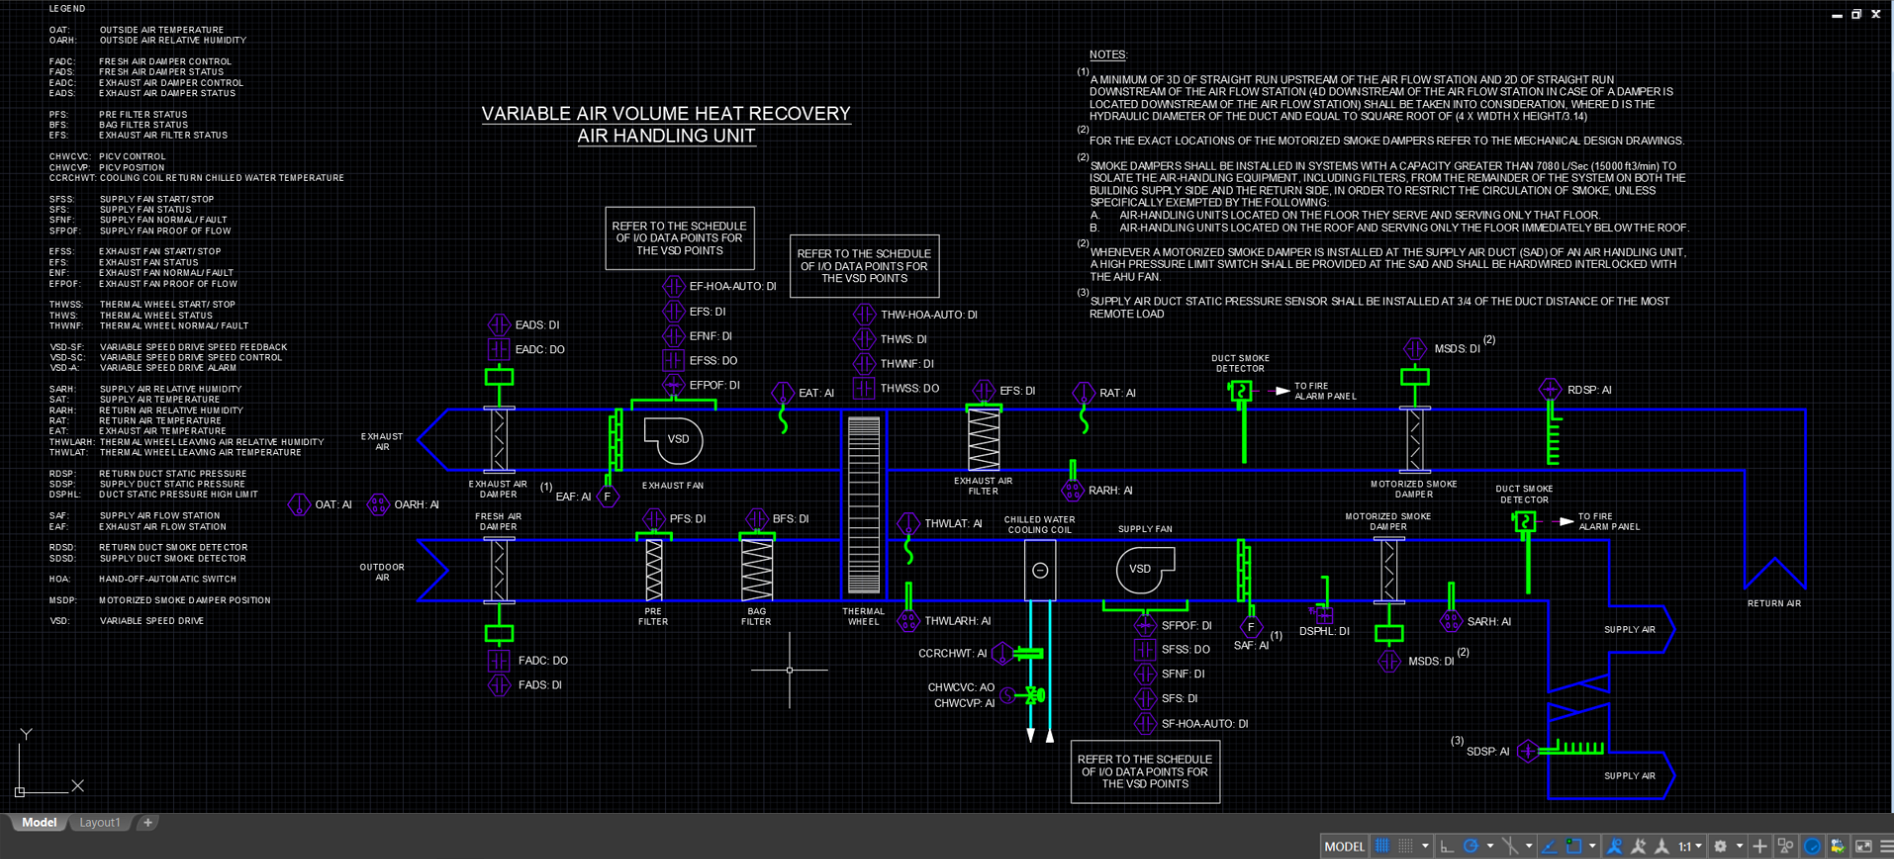 LEGEND
OAT: OUTSIDE AIR TEMPERATURE
OARH: OUTSIDE AIR RELATIVE HUMIDITY
FADC: FRESH AIR DAMPER CONTROL
FADS: FRESH AIR DAMPER STATUS
EADC: EXHAUST AIR DAMPER CONTROL
EADS: EXHAUST AIR DAMPER STATUS
PFS: PRE FILTER STATUS
BFS: BAG FILTER STATUS
EFS: EXHAUST AIR FILTER STATUS
CHWCVC: PICV CONTROL
CHWCVP: PICV POSITION
CCRCHWT: COOLING COIL RETURN CHILLED WATER TEMPERATURE
SFSS: SUPPLY FAN START/ STOP
SFS: SUPPLY FAN STATUS
SFNF: SUPPLY FAN NORMAL/ FAULT
SFPOF: SUPPLY FAN PROOF OF FLOW
EFSS: EXHAUST FAN START/ STOP
EFS: EXHAUST FAN STATUS
ENF: EXHAUST FAN NORMAL/ FAULT
EFPOF: EXHAUST FAN PROOF OF FLOW
THWSS: THERMAL WHEEL START/ STOP
THWS: THERMAL WHEEL STATUS
THWNF: THERMAL WHEEL NORMAL/ FAULT
VSD-SF: VARIABLE SPEED DRIVE SPEED FEEDBACK
VSD-SC: VARIABLE SPEED DRIVE SPEED CONTROL
VSD-A: VARIABLE SPEED DRIVE ALARM
SARH: SUPPLY AIR RELATIVE HUMIDITY
SAT: SUPPLY AIR TEMPERATURE
RARH: RETURN AIR RELATIVE HUMIDITY
RAT: RETURN AIR TEMPERATURE
EAT: EXHAUST AIR TEMPERATURE
THWLARH: THERMAL WHEEL LEAVING AIR RELATIVE HUMIDITY
THWLAT: THERMAL WHEEL LEAVING AIR TEMPERATURE
RDSP: RETURN DUCT STATIC PRESSURE
SDSP: SUPPLY DUCT STATIC PRESSURE
DSPHL: DUCT STATIC PRESSURE HIGH LIMIT
SAF: SUPPLY AIR FLOW STATION
EAF: EXHAUST AIR FLOW STATION
RDSD: RETURN DUCT SMOKE DETECTOR
SDSD: SUPPLY DUCT SMOKE DETECTOR
HOA: HAND-OFF-AUTOMATIC SWITCH
MSDP: MOTORIZED SMOKE DAMPER POSITION
VSD: VARIABLE SPEED DRIVE
VARIABLE AIR VOLUME HEAT RECOVERY
AIR HANDLING UNIT
NOTES:
(1)
A MINIMUM OF 3D OF STRAIGHT RUN UPSTREAM OF THE AIR FLOW STATION AND 2D OF STRAIGHT RUN
DOWNSTREAM OF THE AIR FLOW STATION (4D DOWNSTREAM OF THE AIR FLOW STATION IN CASE OF A DAMPER IS
LOCATED DOWNSTREAM OF THE AIR FLOW STATION) SHALL BE TAKEN INTO CONSIDERATION, WHERE D IS THE
HYDRAULIC DIAMETER OF THE DUCT AND EQUAL TO SQUARE ROOT OF (4 X WIDTH X HEIGHT/3.14)
(2)
FOR THE EXACT LOCATIONS OF THE MOTORIZED SMOKE DAMPERS REFER TO THE MECHANICAL DESIGN DRAWINGS.
(2)
SMOKE DAMPERS SHALL BE INSTALLED IN SYSTEMS WITH A CAPACITY GREATER THAN 7080 L/Sec (15000 ft3/min) TO
ISOLATE THE AIR-HANDLING EQUIPMENT, INCLUDING FILTERS, FROM THE REMAINDER OF THE SYSTEM ON BOTH THE
BUILDING SUPPLY SIDE AND THE RETURN SIDE, IN ORDER TO RESTRICT THE CIRCULATION OF SMOKE, UNLESS
SPECIFICALLY EXEMPTED BY THE FOLLOWING:
A. AIR-HANDLING UNITS LOCATED ON THE FLOOR THEY SERVE AND SERVING ONLY THAT FLOOR.
B. AIR-HANDLING UNITS LOCATED ON THE ROOF AND SERVING ONLY THE FLOOR IMMEDIATELY BELOW THE ROOF.
(2)
WHENEVER A MOTORIZED SMOKE DAMPER IS INSTALLED AT THE SUPPLY AIR DUCT (SAD) OF AN AIR HANDLING UNIT,
A HIGH PRESSURE LIMIT SWITCH SHALL BE PROVIDED AT THE SAD AND SHALL BE HARDWIRED INTERLOCKED WITH
THE AHU FAN.
(3)
SUPPLY AIR DUCT STATIC PRESSURE SENSOR SHALL BE INSTALLED AT 3/4 OF THE DUCT DISTANCE OF THE MOST
REMOTE LOAD
REFER TO THE SCHEDULE
OF I/O DATA POINTS FOR
THE VSD POINTS
REFER TO THE SCHEDULE
OF I/O DATA POINTS FOR
THE VSD POINTS
EF-HOA-AUTO: DI
EFS: DI
EFNF: DI
EFSS: DO
EFPOF: DI
THW-HOA-AUTO: DI
THWS: DI
THWNF: DI
THWSS: DO
EADS: DI
EADC: DO
EAT: AI
EFS: DI
RAT: AI
DUCT SMOKE
DETECTOR
TO FIRE
ALARM PANEL
MSDS: DI (2)
RDSP: AI
EXHAUST
AIR
VSD
EXHAUST AIR
DAMPER
(1)
EAF: AI
F
EXHAUST FAN
EXHAUST AIR
FILTER
RARH: AI
MOTORIZED SMOKE
DAMPER
DUCT SMOKE
DETECTOR
OAT: AI
OARH: AI
FRESH AIR
DAMPER
PFS: DI
BFS: DI
THWLAT: AI
CHILLED WATER
COOLING COIL
SUPPLY FAN
MOTORIZED SMOKE
DAMPER
TO FIRE
ALARM PANEL
OUTDOOR
AIR
VSD
PRE
FILTER
BAG
FILTER
THERMAL
WHEEL
THWLARH: AI
SFPOF: DI
F
SAF: AI
(1)
DSPHL: DI
SARH: AI
RETURN AIR
SUPPLY AIR
CCRCHWT: AI
SFSS: DO
FADC: DO
FADS: DI
SFNF: DI
MSDS: DI (2)
CHWCVC: AO
CHWCVP: AI
SFS: DI
SF-HOA-AUTO: DI
REFER TO THE SCHEDULE
OF I/O DATA POINTS FOR
THE VSD POINTS
(3)
SDSP: AI
SUPPLY AIR
Y
X
Model Layout1 +
MODEL 1:1